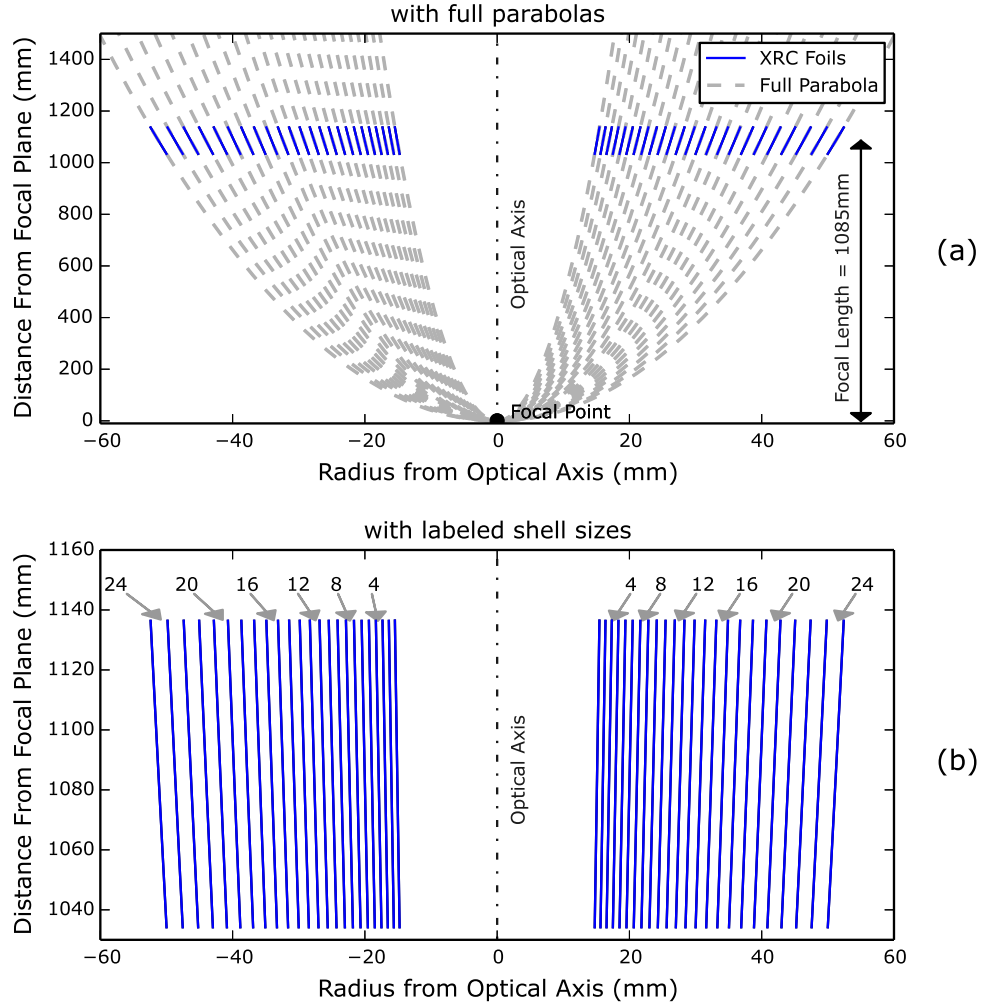 with full parabolas
Distance From Focal Plane (mm)
1400
1200
1000
800
600
400
200
0
XRC Foils
Full Parabola
Optical Axis
Focal Length = 1085mm
Focal Point
(a)
−60 −40 −20 0 20 40 60
Radius from Optical Axis (mm)
with labeled shell sizes
Distance From Focal Plane (mm)
1160
1140
1120
1100
1080
1060
1040
24 20 16 12 8 4 4 8 12 16 20 24
Optical Axis
(b)
−60 −40 −20 0 20 40 60
Radius from Optical Axis (mm)